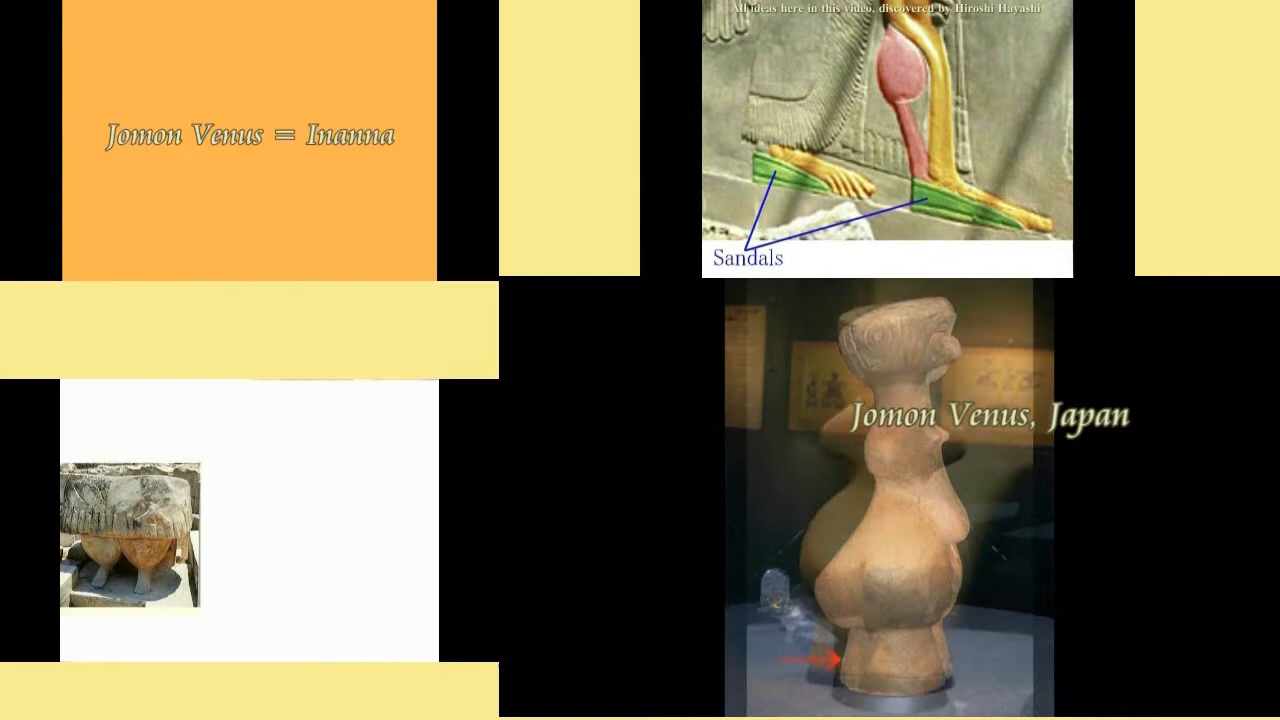 All ideas here in this video, discovered by Hiroshi Hayashi
Jomon Venus = Inanna
Sandals
Jomon Venus, Japan